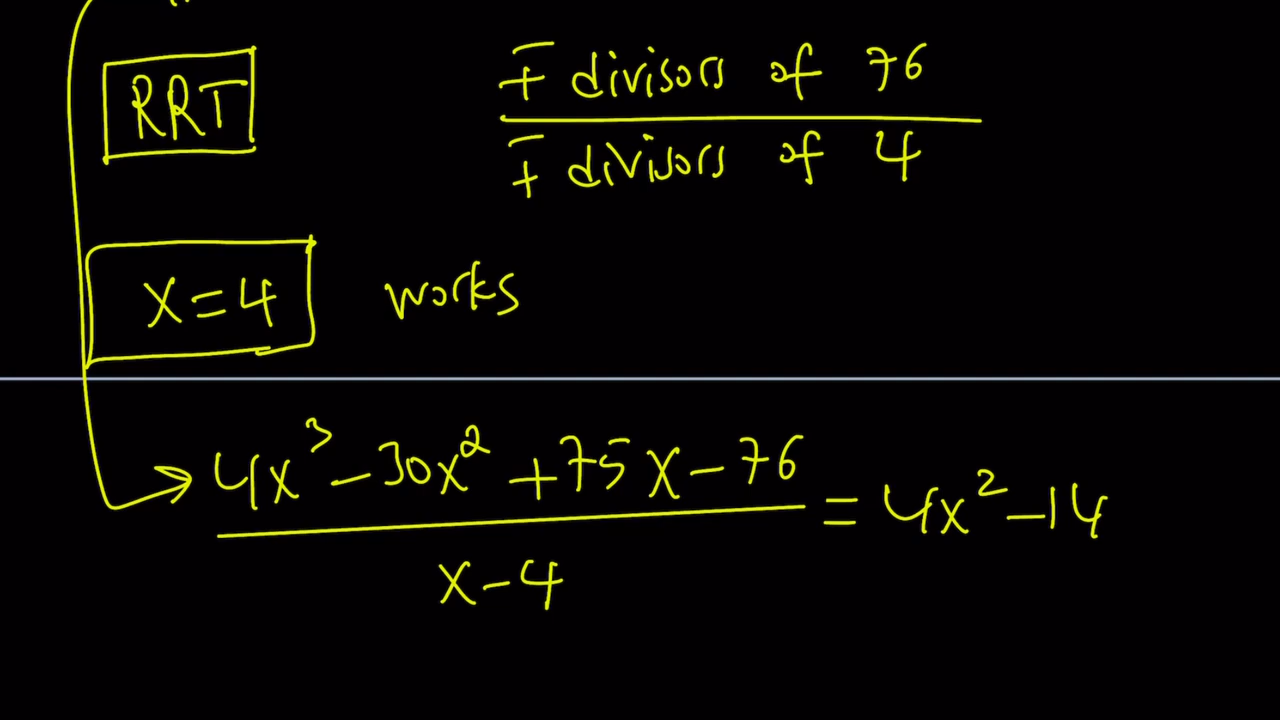 RRT
∓ divisors of 76
∓ divisors of 4
x=4 works
4x³-30x²+75x-76
x-4
= 4x²-14